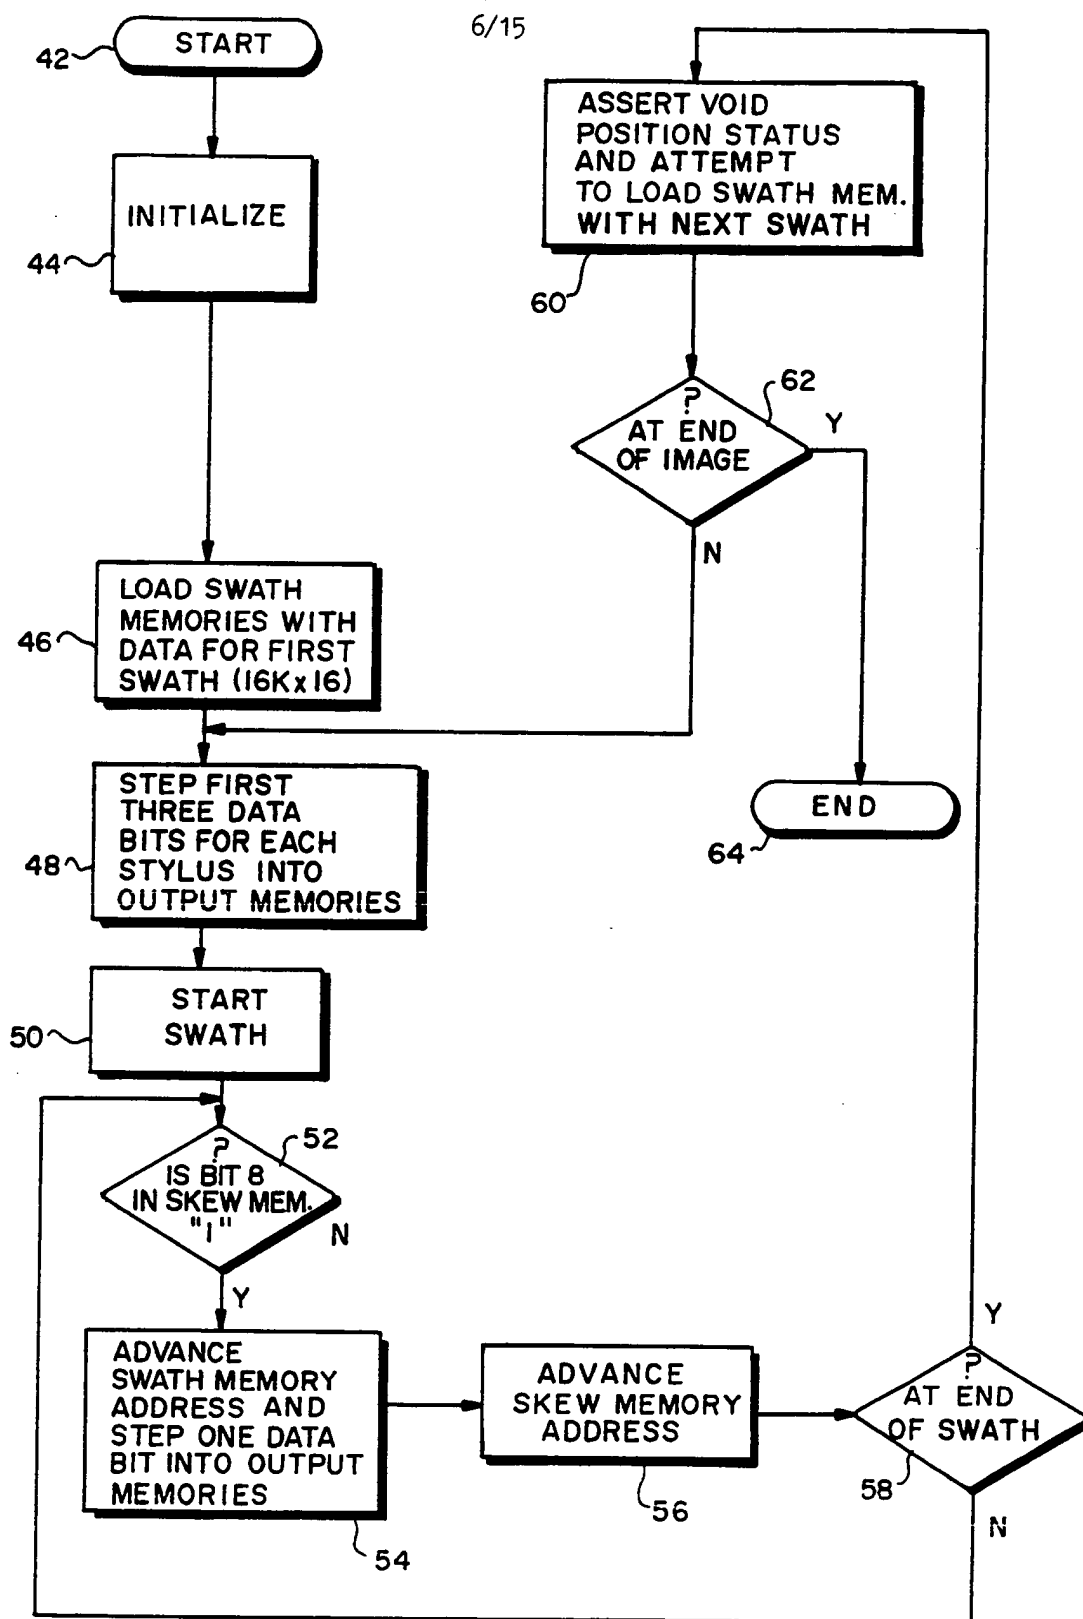 6/15
START
42
INITIALIZE
44
LOAD SWATH
MEMORIES WITH
DATA FOR FIRST
SWATH (16K x 16)
46
STEP FIRST
THREE DATA
BITS FOR EACH
STYLUS INTO
OUTPUT MEMORIES
48
START
SWATH
50
?
IS BIT 8
IN SKEW MEM.
"1"
52
N
Y
ADVANCE
SWATH MEMORY
ADDRESS AND
STEP ONE DATA
BIT INTO OUTPUT
MEMORIES
54
ADVANCE
SKEW MEMORY
ADDRESS
56
?
AT END
OF SWATH
58
Y
N
ASSERT VOID
POSITION STATUS
AND ATTEMPT
TO LOAD SWATH MEM.
WITH NEXT SWATH
60
?
AT END
OF IMAGE
62
Y
N
END
64